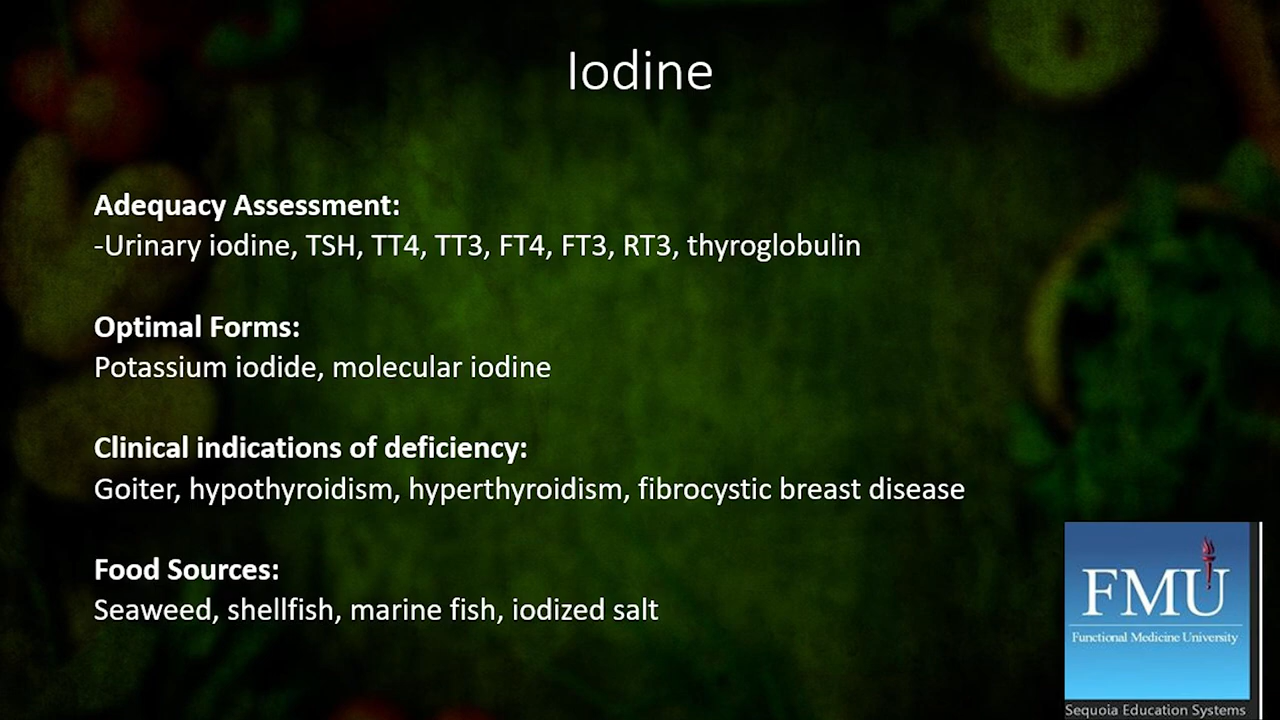 Iodine
Adequacy Assessment:
-Urinary iodine, TSH, TT4, TT3, FT4, FT3, RT3, thyroglobulin
Optimal Forms:
Potassium iodide, molecular iodine
Clinical indications of deficiency:
Goiter, hypothyroidism, hyperthyroidism, fibrocystic breast disease
Food Sources:
Seaweed, shellfish, marine fish, iodized salt
FMU
Functional Medicine University
Sequoia Education Systems